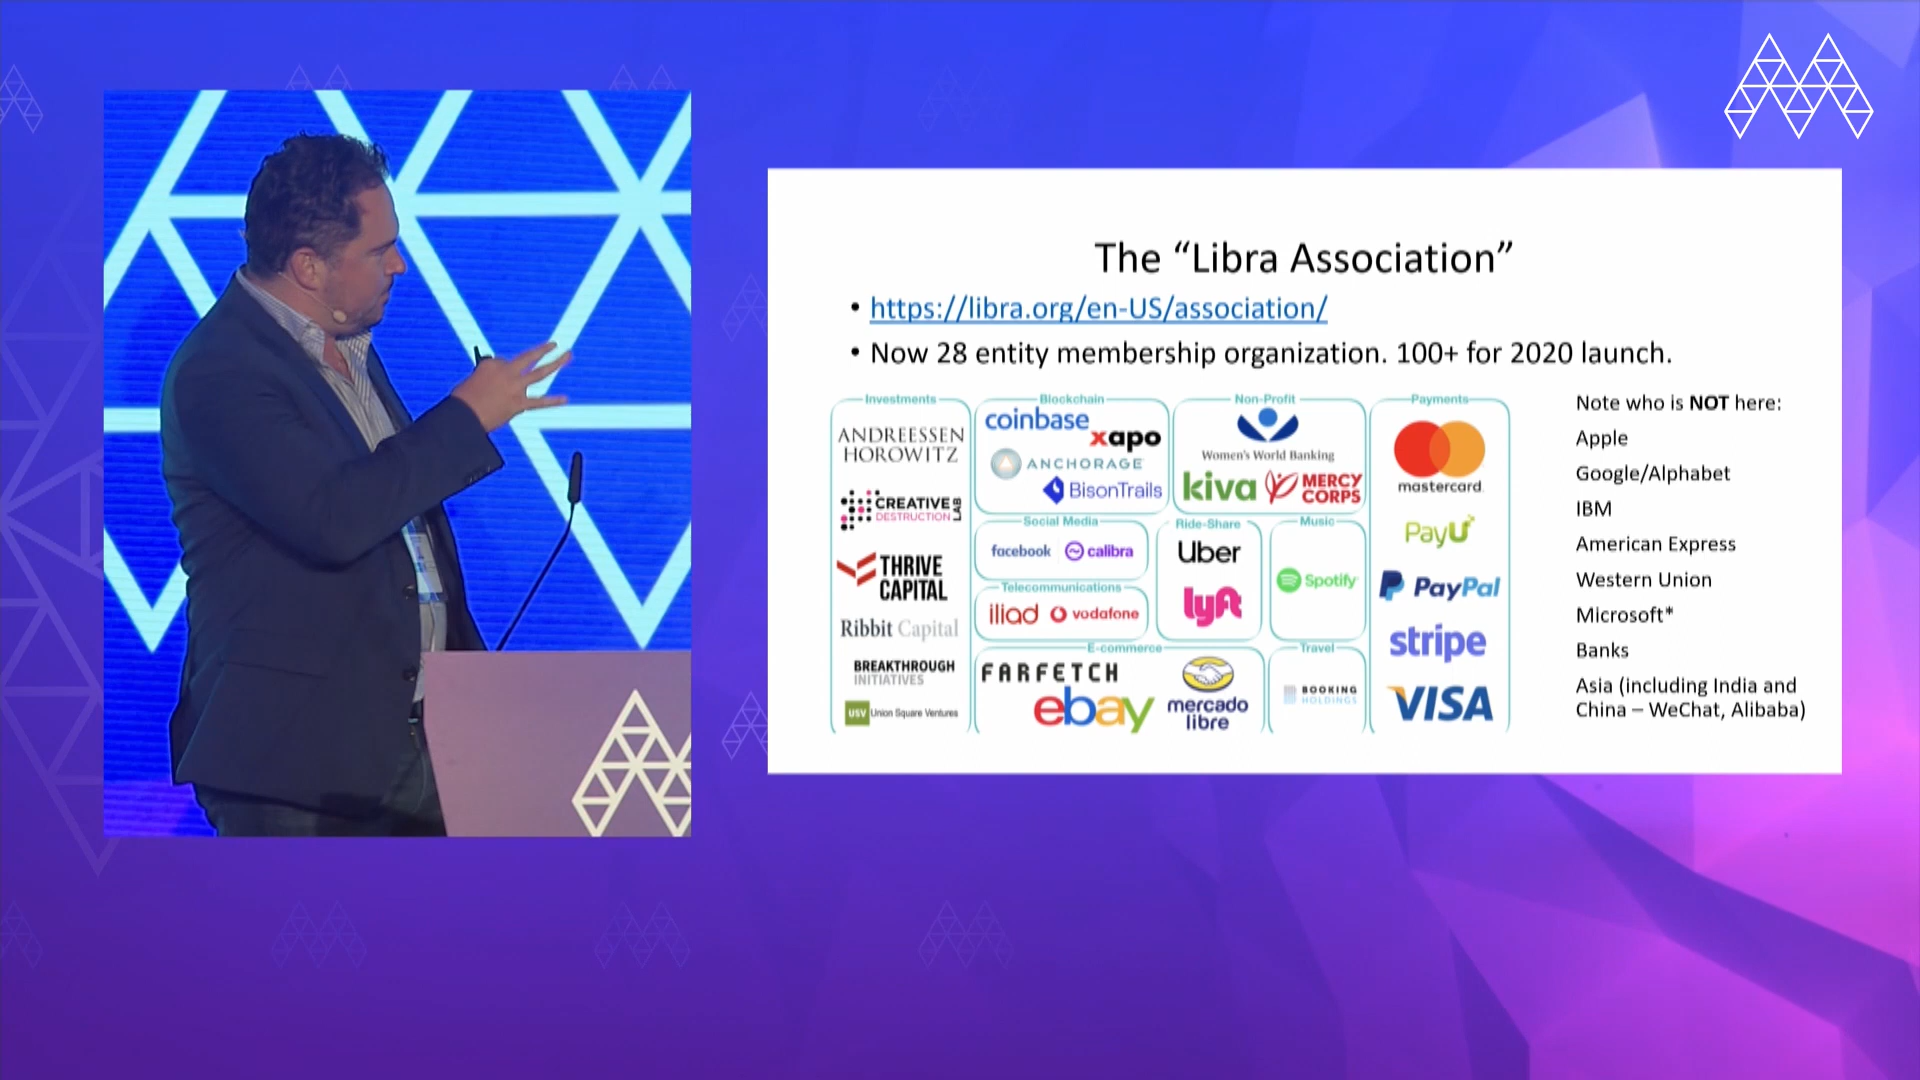 The “Libra Association”
• https://libra.org/en-US/association/
• Now 28 entity membership organization. 100+ for 2020 launch.
Investments
ANDREESSEN
HOROWITZ
CREATIVE
DESTRUCTION LAB
THRIVE
CAPITAL
Ribbit Capital
BREAKTHROUGH
INITIATIVES
USV Union Square Ventures
Blockchain
coinbase
xapo
ANCHORAGE
BisonTrails
Non-Profit
Women's World Banking
kiva MERCY
CORPS
Social Media
facebook calibra
Telecommunications
iliad vodafone
Ride-Share
Uber
lyft
Music
Spotify
E-commerce
FARFETCH
ebay
mercado
libre
Travel
BOOKING
HOLDINGS
Payments
mastercard
PayU
PayPal
stripe
VISA
Note who is NOT here:
Apple
Google/Alphabet
IBM
American Express
Western Union
Microsoft*
Banks
Asia (including India and
China – WeChat, Alibaba)